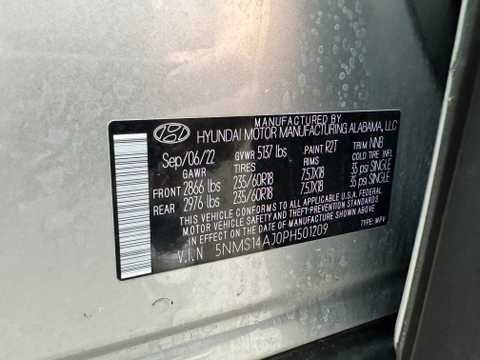 MANUFACTURED BY
HYUNDAI MOTOR MANUFACTURING ALABAMA, LLC
Sep/06/22 GVWR 5137 lbs PAINT R2T TRIM NNB
GAWR TIRES RIMS COLD TIRE INFL.
FRONT 2866 lbs 235/60R18 7.5JX18 35 psi SINGLE
REAR 2976 lbs 235/60R18 7.5JX18 35 psi SINGLE
THIS VEHICLE CONFORMS TO ALL APPLICABLE U.S.A. FEDERAL
MOTOR VEHICLE SAFETY STANDARDS IN EFFECT ON THE
DATE OF MANUFACTURE SHOWN ABOVE.
V.I.N 5NMS14AJ0PH501209 TYPE: MPV